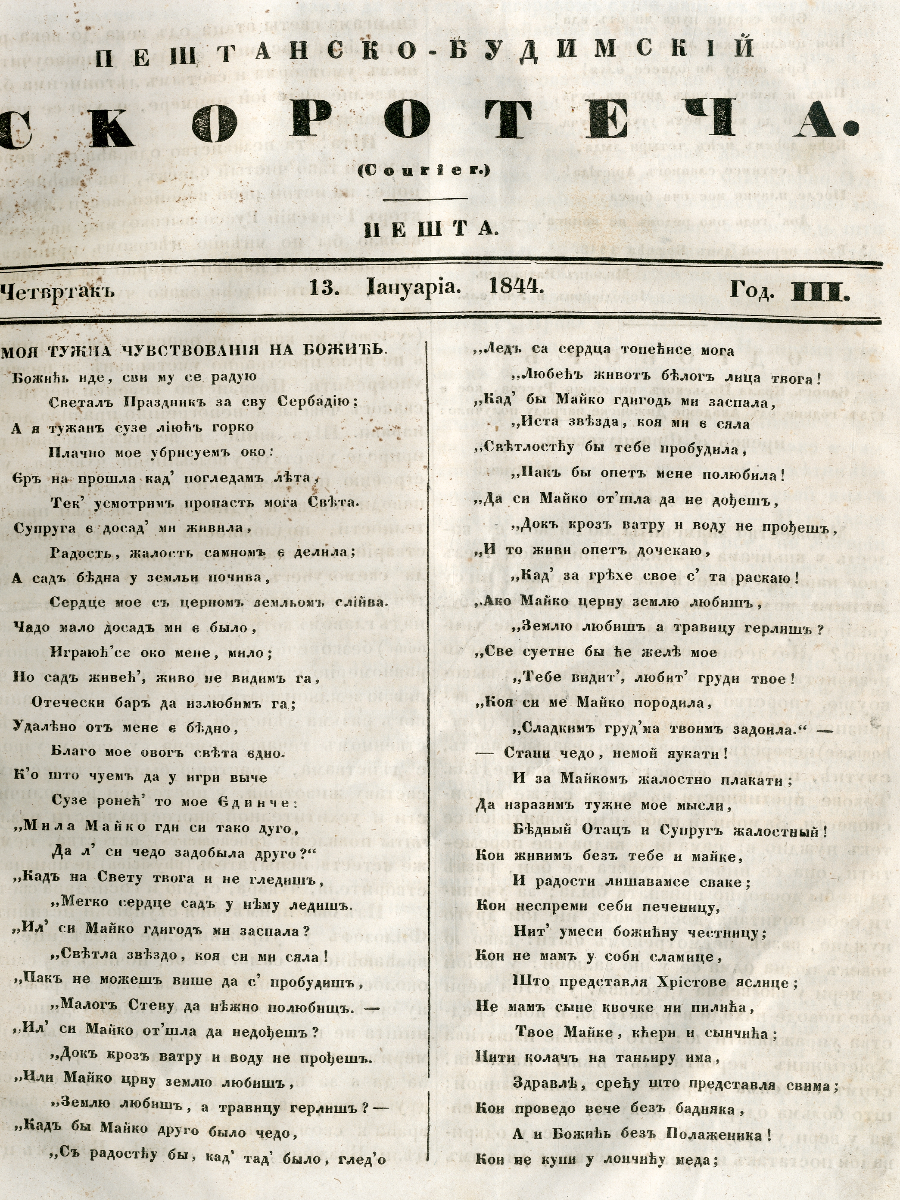 ПЕШТАНСКО-БУДИМСКІЙ
СКОРОТЕЧА.
(Courier.)
ПЕШТА.
Четвртакъ 13. Іануаріа. 1844. Год. III.
МОЯ ТУЖНА ЧУВСТВОВАНІЯ НА БОЖИЋЬ.
Божићь иде, сви му се радую
Светалъ Праздникъ за сву Сербадію;
А я тужанъ сузе ліюћь горко
Плачно мое убрисуемъ око:
Єръ на прошла кад' погледамъ лѣта,
Тек' усмотримъ пропасть мога Свѣта.
Супруга є досад' ми живила,
Радость, жалость самномъ є делила;
А садъ бѣдна у земльи почива,
Сердце мое съ церномъ земльомъ слійва.
Чадо мало досадъ ми є было,
Играюћ'се око мене, мило;
Но садъ живећ', живо не видимъ га,
Отечески баръ да излюбимъ га;
Удалѣно отъ мене є бѣдно,
Благо мое овогъ свѣта єдно.
К'о што чуемъ да у игри выче
Сузе ронећ' то мое Єдинче:
„Мила Майко гди си тако дуго,
Да л' си чедо задобыла друго?“
„Кадъ на Свету твога и не гледишъ,
„Мегко сердце садъ у нѣму ледишъ.
„Ил' си Майко гдигодъ ми заспала?
„Свѣтла звѣздо, коя си ми сяла!
„Пакъ не можешъ више да с' пробудишъ,
„Малогъ Стеву да нѣжно полюбишъ. —
„Ил' си Майко от'шла да недођешъ?
„Докъ крозъ ватру и воду не прођешъ.
„Или Майко црну землю любишъ,
„Землю любишъ, а травицу герлишъ? —
„Кадъ бы Майко друго было чедо,
„Съ радостћу бы, кад' тад' было, глед'о
„Ледъ са сердца топећисе мога
„Любећь животъ бѣлогъ лица твога!
„Кад' бы Майко гдигодь ми заспала,
„Иста звѣзда, коя ми є сяла
„Свѣтлостћу бы тебе пробудила,
„Пакъ бы опетъ мене полюбила!
„Да си Майко от'шла да не дођешъ,
„Докъ крозъ ватру и воду не прођешъ,
„И то живи опетъ дочекаю,
„Кад' за грѣхе свое с' та раскаю!
„Ако Майко церну землю любишъ,
„Землю любишъ а травицу герлишъ?
„Све суетне бы ће желѣ мое
„Тебе видит', любит' груди твое!
„Коя си ме Майко породила,
„Сладкимъ груд'ма твоимъ задоила.“ —
— Стани чедо, немой яукати!
И за Майкомъ жалостно плакати;
Да изразимъ тужне мое мысли,
Бѣдный Отацъ и Супругъ жалостный!
Кои живимъ безъ тебе и майке,
И радости лишавамсе сваке;
Кои неспреми себи печеницу,
Нит' умеси божићну честницу;
Кои не мамъ у соби сламице,
Што представля Хрістове яслице;
Не мамъ сыне квочке ни пилића,
Твое Майке, кћери и сынчића;
Нити колачъ на таньиру има,
Здравлѣ, срећу што представля свима;
Кои проведо вече безъ бадняка,
А и Божићь безъ Полаженика!
Кои не купи у лончићу меда;